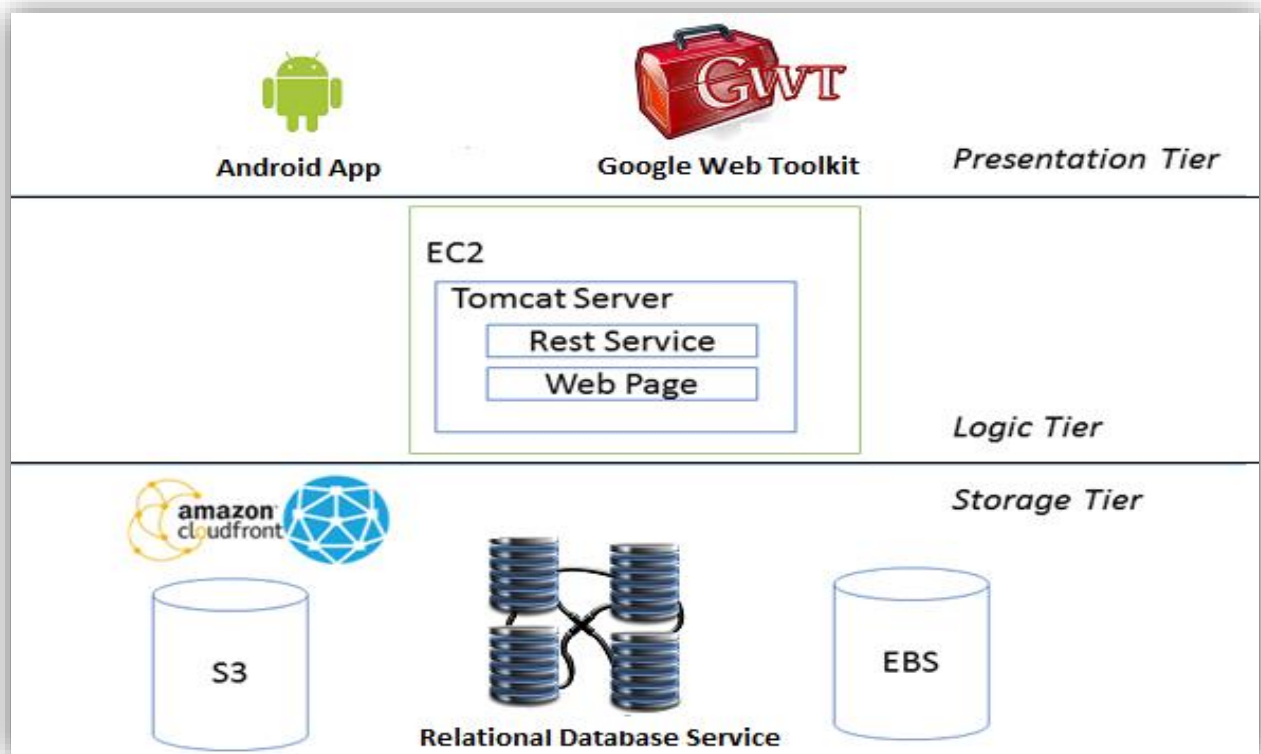 GWT
Android App
Google Web Toolkit
Presentation Tier
EC2
Tomcat Server
Rest Service
Web Page
Logic Tier
Storage Tier
amazon
cloudfront
S3
EBS
Relational Database Service